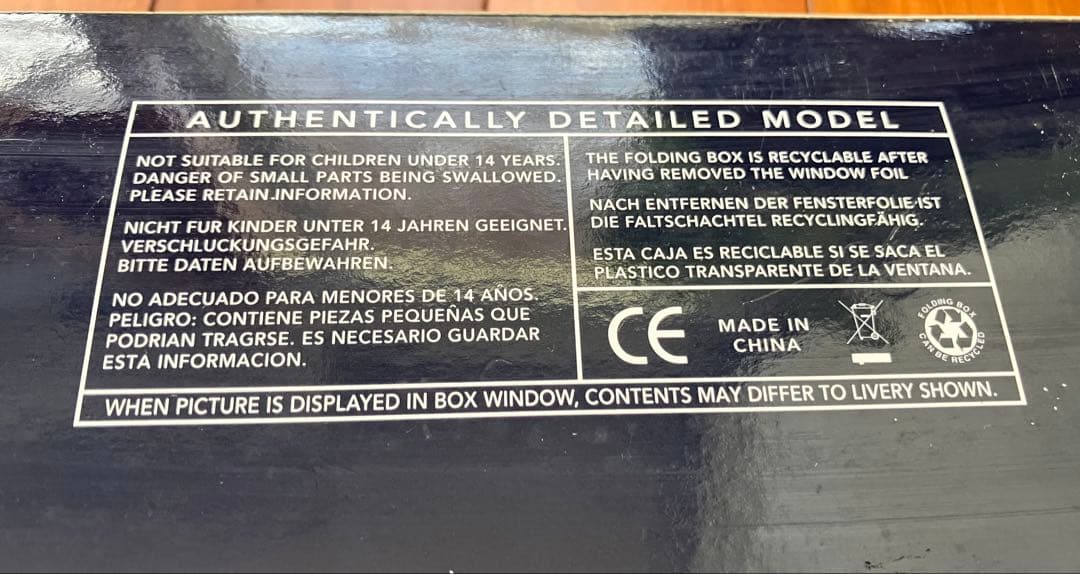 AUTHENTICALLY DETAILED MODEL
NOT SUITABLE FOR CHILDREN UNDER 14 YEARS.
DANGER OF SMALL PARTS BEING SWALLOWED.
PLEASE RETAIN INFORMATION.
NICHT FUR KINDER UNTER 14 JAHREN GEEIGNET.
VERSCHLUCKUNGSGEFAHR.
BITTE DATEN AUFBEWAHREN.
NO ADECUADO PARA MENORES DE 14 AÑOS.
PELIGRO: CONTIENE PIEZAS PEQUEÑAS QUE
PODRIAN TRAGRSE. ES NECESARIO GUARDAR
ESTA INFORMACION.
THE FOLDING BOX IS RECYCLABLE AFTER
HAVING REMOVED THE WINDOW FOIL
NACH ENTFERNEN DER FENSTERFOLIE IST
DIE FALTSCHACHTEL RECYCLINGFÄHIG.
ESTA CAJA ES RECICLABLE SI SE SACA EL
PLASTICO TRANSPARENTE DE LA VENTANA.
CE
MADE IN
CHINA
FOLDING BOX
CAN BE RECYCLED
WHEN PICTURE IS DISPLAYED IN BOX WINDOW, CONTENTS MAY DIFFER TO LIVERY SHOWN.